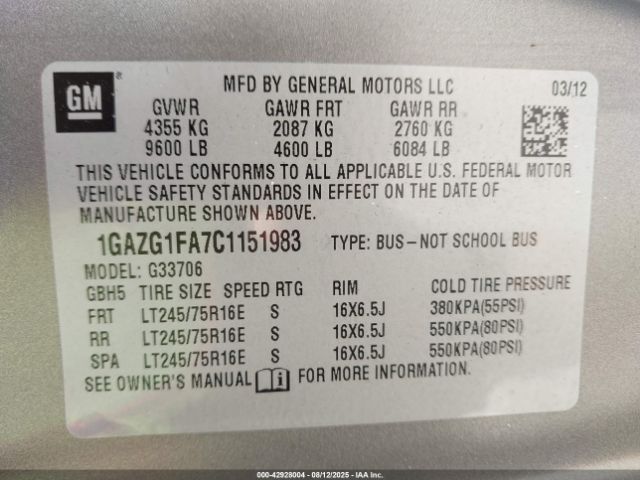 GM
MFD BY GENERAL MOTORS LLC 03/12
GVWR GAWR FRT GAWR RR
4355 KG 2087 KG 2760 KG
9600 LB 4600 LB 6084 LB
THIS VEHICLE CONFORMS TO ALL APPLICABLE U.S. FEDERAL MOTOR
VEHICLE SAFETY STANDARDS IN EFFECT ON THE DATE OF
MANUFACTURE SHOWN ABOVE.
1GAZG1FA7C1151983 TYPE: BUS–NOT SCHOOL BUS
MODEL: G33706
GBH5 TIRE SIZE SPEED RTG RIM COLD TIRE PRESSURE
FRT LT245/75R16E S 16X6.5J 380KPA(55PSI)
RR LT245/75R16E S 16X6.5J 550KPA(80PSI)
SPA LT245/75R16E S 16X6.5J 550KPA(80PSI)
SEE OWNER'S MANUAL FOR MORE INFORMATION.
000-42928004 - 08/12/2025 - IAA Inc.